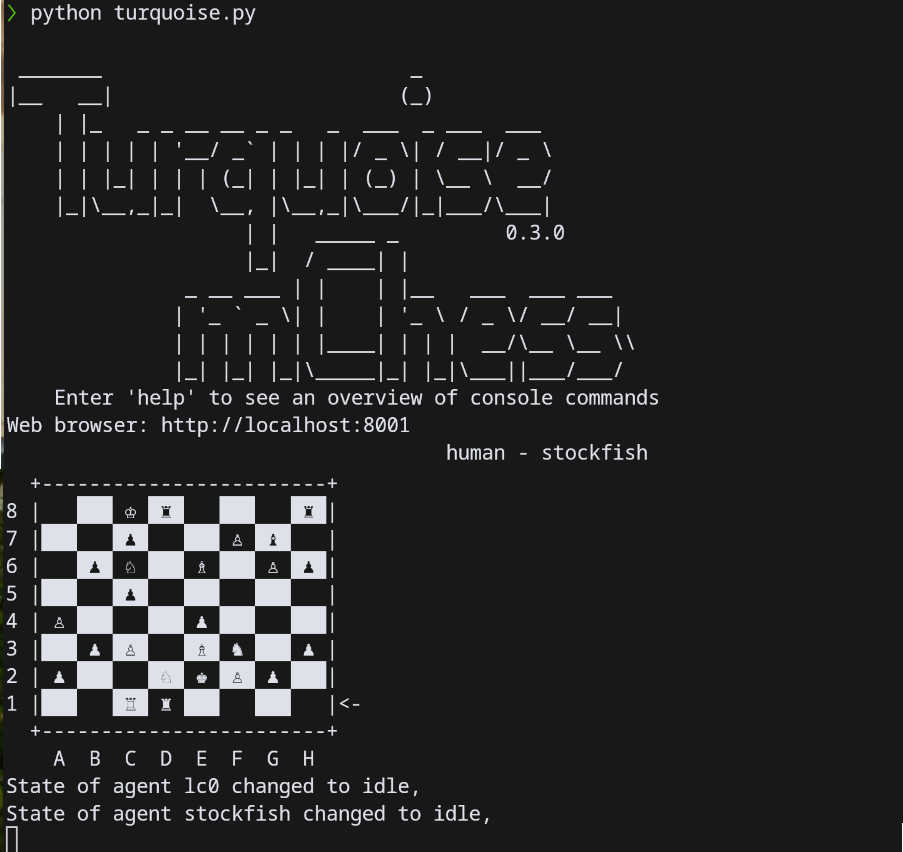 ❯ python turquoise.py
Turquoise
0.3.0
mChess
Enter 'help' to see an overview of console commands
Web browser: http://localhost:8001
human - stockfish
+------------------------+
8 | ♔ ♜ ♜ |
7 | ♟ ♙ ♝ |
6 | ♟ ♘ ♗ ♙ ♟ |
5 | ♟ |
4 | ♙ ♟ |
3 | ♟ ♙ ♗ ♞ ♟ |
2 | ♟ ♘ ♚ ♙ ♟ |
1 | ♖ ♜ |<-
+------------------------+
A B C D E F G H
State of agent lc0 changed to idle,
State of agent stockfish changed to idle,